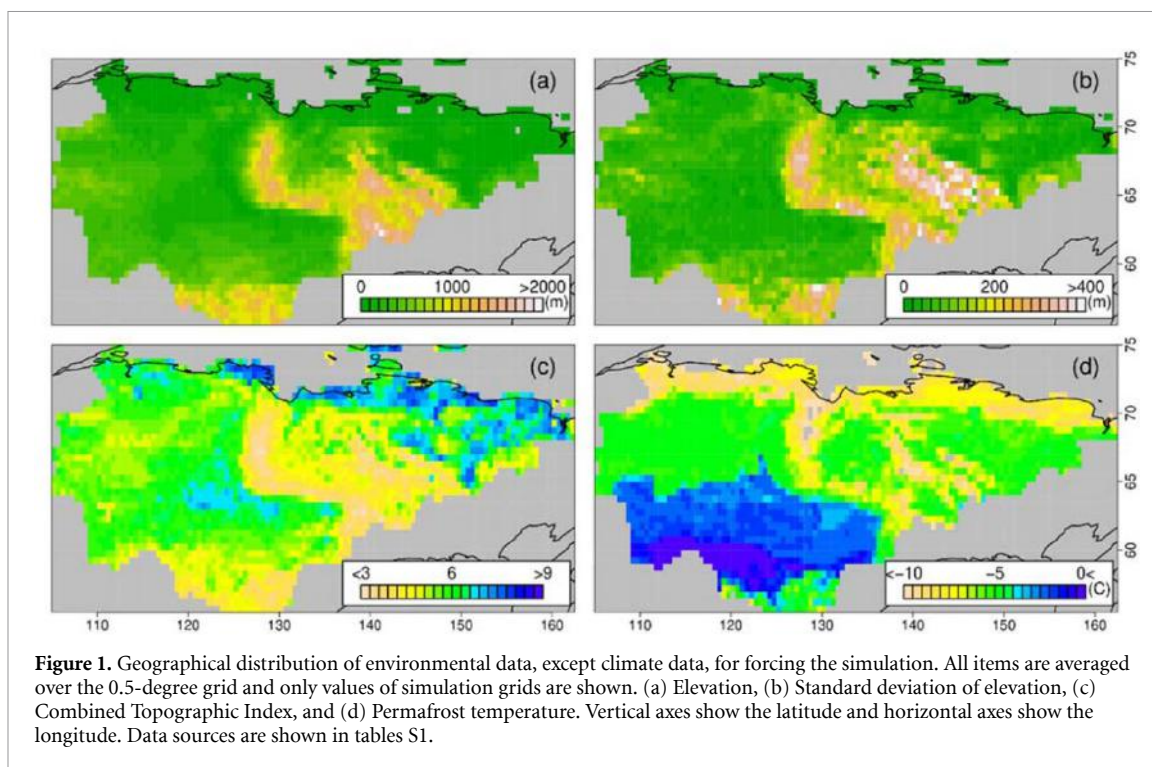 (a)
0 1000 >2000
(m)
(b)
75
70
65
60
0 200 >400
(m)
(c)
<3 6 >9
110 120 130 140 150 160
(d)
75
70
65
60
<-10 -5 0<
(C)
110 120 130 140 150 160
Figure 1. Geographical distribution of environmental data, except climate data, for forcing the simulation. All items are averaged
over the 0.5-degree grid and only values of simulation grids are shown. (a) Elevation, (b) Standard deviation of elevation, (c)
Combined Topographic Index, and (d) Permafrost temperature. Vertical axes show the latitude and horizontal axes show the
longitude. Data sources are shown in tables S1.